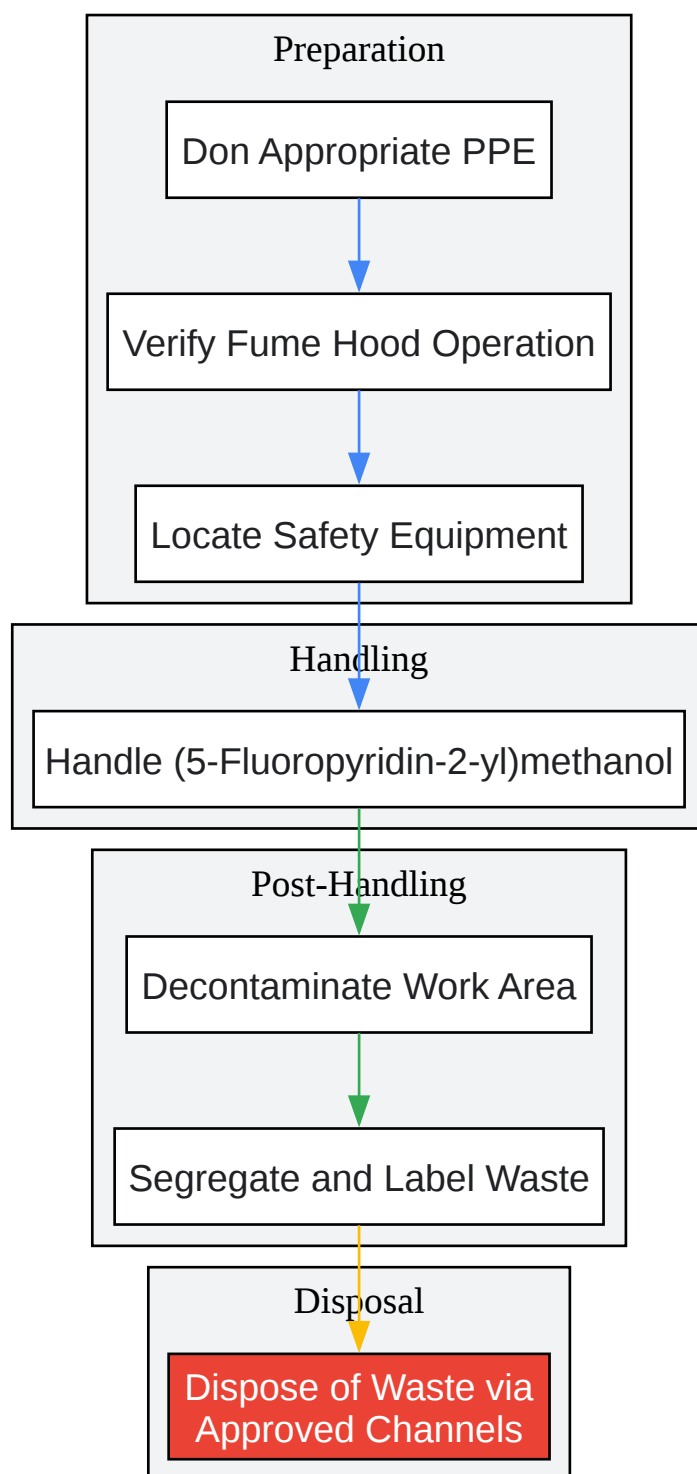 Preparation
Don Appropriate PPE
Verify Fume Hood Operation
Locate Safety Equipment
Handling
Handle (5-Fluoropyridin-2-yl)methanol
Post-Handling
Decontaminate Work Area
Segregate and Label Waste
Disposal
Dispose of Waste via
Approved Channels